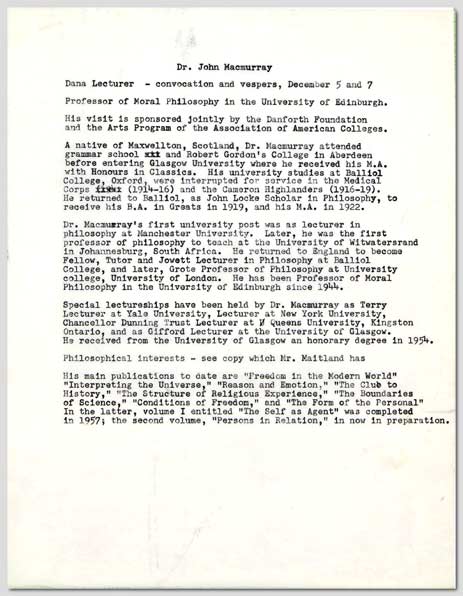 Dr. John Macmurray
Dana Lecturer - convocation and vespers, December 5 and 7
Professor of Moral Philosophy in the University of Edinburgh.
His visit is sponsored jointly by the Danforth Foundation
and the Arts Program of the Association of American Colleges.
A native of Maxwellton, Scotland, Dr. Macmurray attended
grammar school xxx and Robert Gordon's College in Aberdeen
before entering Glasgow University where he received his M.A.
with Honours in Classics. His university studies at Balliol
College, Oxford, were interrupted for service in the Medical
Corps (1914-16) and the Cameron Highlanders (1916-19).
He returned to Balliol, as John Locke Scholar in Philosophy, to
receive his B.A. in Greats in 1919, and his M.A. in 1922.
Dr. Macmurray's first university post was as lecturer in
philosophy at Manchester University. Later, he was the first
professor of philosophy to teach at the University of Witwatersrand
in Johannesburg, South Africa. He returned to England to become
Fellow, Tutor and Jowett Lecturer in Philosophy at Balliol
College, and later, Grote Professor of Philosophy at University
college, University of London. He has been Professor of Moral
Philosophy in the University of Edinburgh since 1944.
Special lectureships have been held by Dr. Macmurray as Terry
Lecturer at Yale University, Lecturer at New York University,
Chancellor Dunning Trust Lecturer at Queens University, Kingston
Ontario, and as Gifford Lecturer at the University of Glasgow.
He received from the University of Glasgow an honorary degree in 1954.
Philosophical interests - see copy which Mr. Maitland has
His main publications to date are "Freedom in the Modern World"
"Interpreting the Universe," "Reason and Emotion," "The Clue to
History," "The Structure of Religious Experience," "The Boundaries
of Science," "Conditions of Freedom," and "The Form of the Personal"
In the latter, volume I entitled "The Self as Agent" was completed
in 1957; the second volume, "Persons in Relation," in now in preparation.